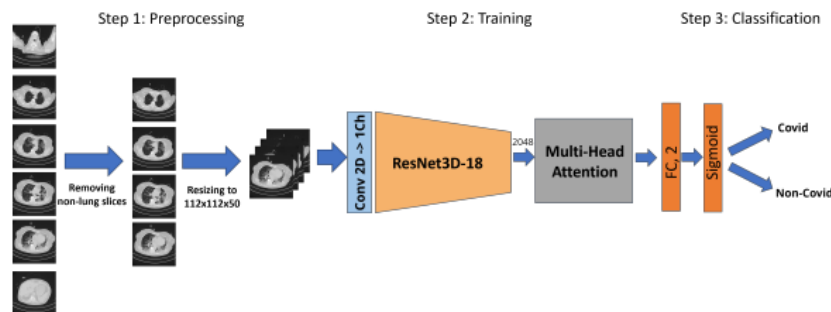 Step 1: Preprocessing
Step 2: Training
Step 3: Classification
Removing
non-lung slices
Resizing to
112x112x50
Conv 2D -> 1Ch
ResNet3D-18
2048
Multi-Head
Attention
FC, 2
Sigmoid
Covid
Non-Covid